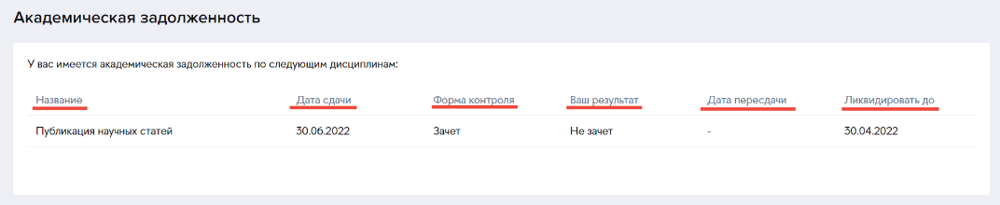 Академическая задолженность
У вас имеется академическая задолженность по следующим дисциплинам:
Название Дата сдачи Форма контроля Ваш результат Дата пересдачи Ликвидировать до
Публикация научных статей 30.06.2022 Зачет Не зачет - 30.04.2022